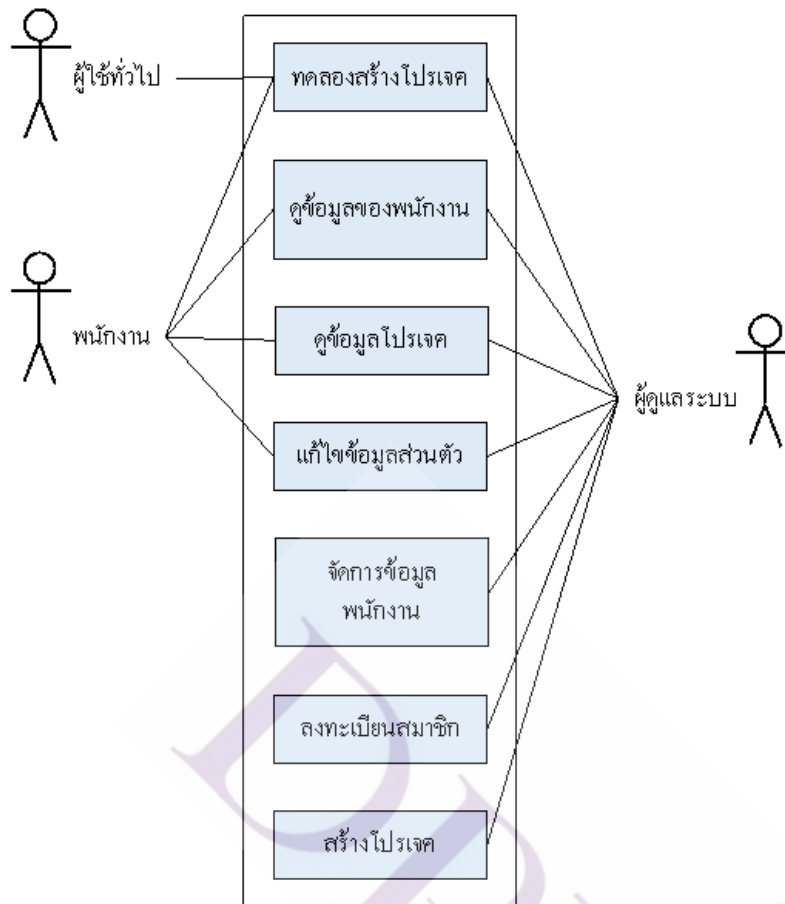 ผู้ใช้ทั่วไป
ทดลองสร้างโปรเจค
ดูข้อมูลของพนักงาน
พนักงาน
ดูข้อมูลโปรเจค
ผู้ดูแลระบบ
แก้ไขข้อมูลส่วนตัว
จัดการข้อมูล
พนักงาน
ลงทะเบียนสมาชิก
สร้างโปรเจค